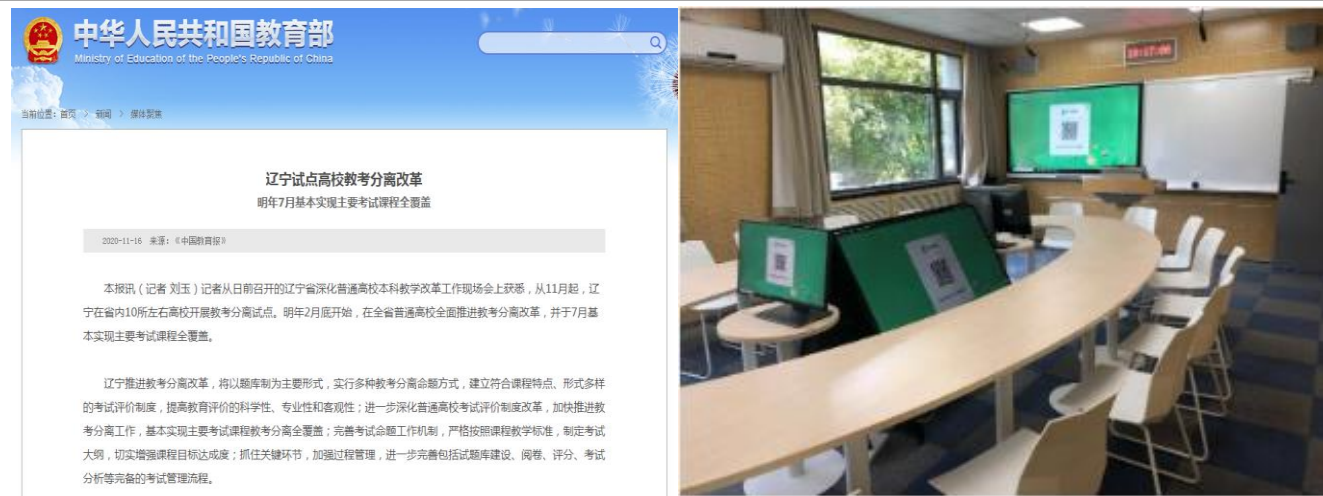 中华人民共和国教育部
Ministry of Education of the People's Republic of China
当前位置：首页 > 新闻 > 媒体聚焦
辽宁试点高校教考分离改革
明年7月基本实现主要考试课程全覆盖
2020-11-16 来源：《中国教育报》
本报讯（记者 刘玉）记者从日前召开的辽宁省深化普通高校本科教学改革工作现场会上获悉，从11月起，辽
宁在省内10所左右高校开展教考分离试点。明年2月底开始，在全省普通高校全面推进教考分离改革，并于7月基
本实现主要考试课程全覆盖。
辽宁推进教考分离改革，将以题库制为主要形式，实行多种教考分离命题方式，建立符合课程特点、形式多样
的考试评价制度，提高教育评价的科学性、专业性和客观性；进一步深化普通高校考试评价制度改革，加快推进教
考分离工作，基本实现主要考试课程教考分离全覆盖；完善考试命题工作机制，严格按照课程教学标准，制定考试
大纲，切实增强课程目标达成度；抓住关键环节，加强过程管理，进一步完善包括试题库建设、阅卷、评分、考试
分析等完备的考试管理流程。